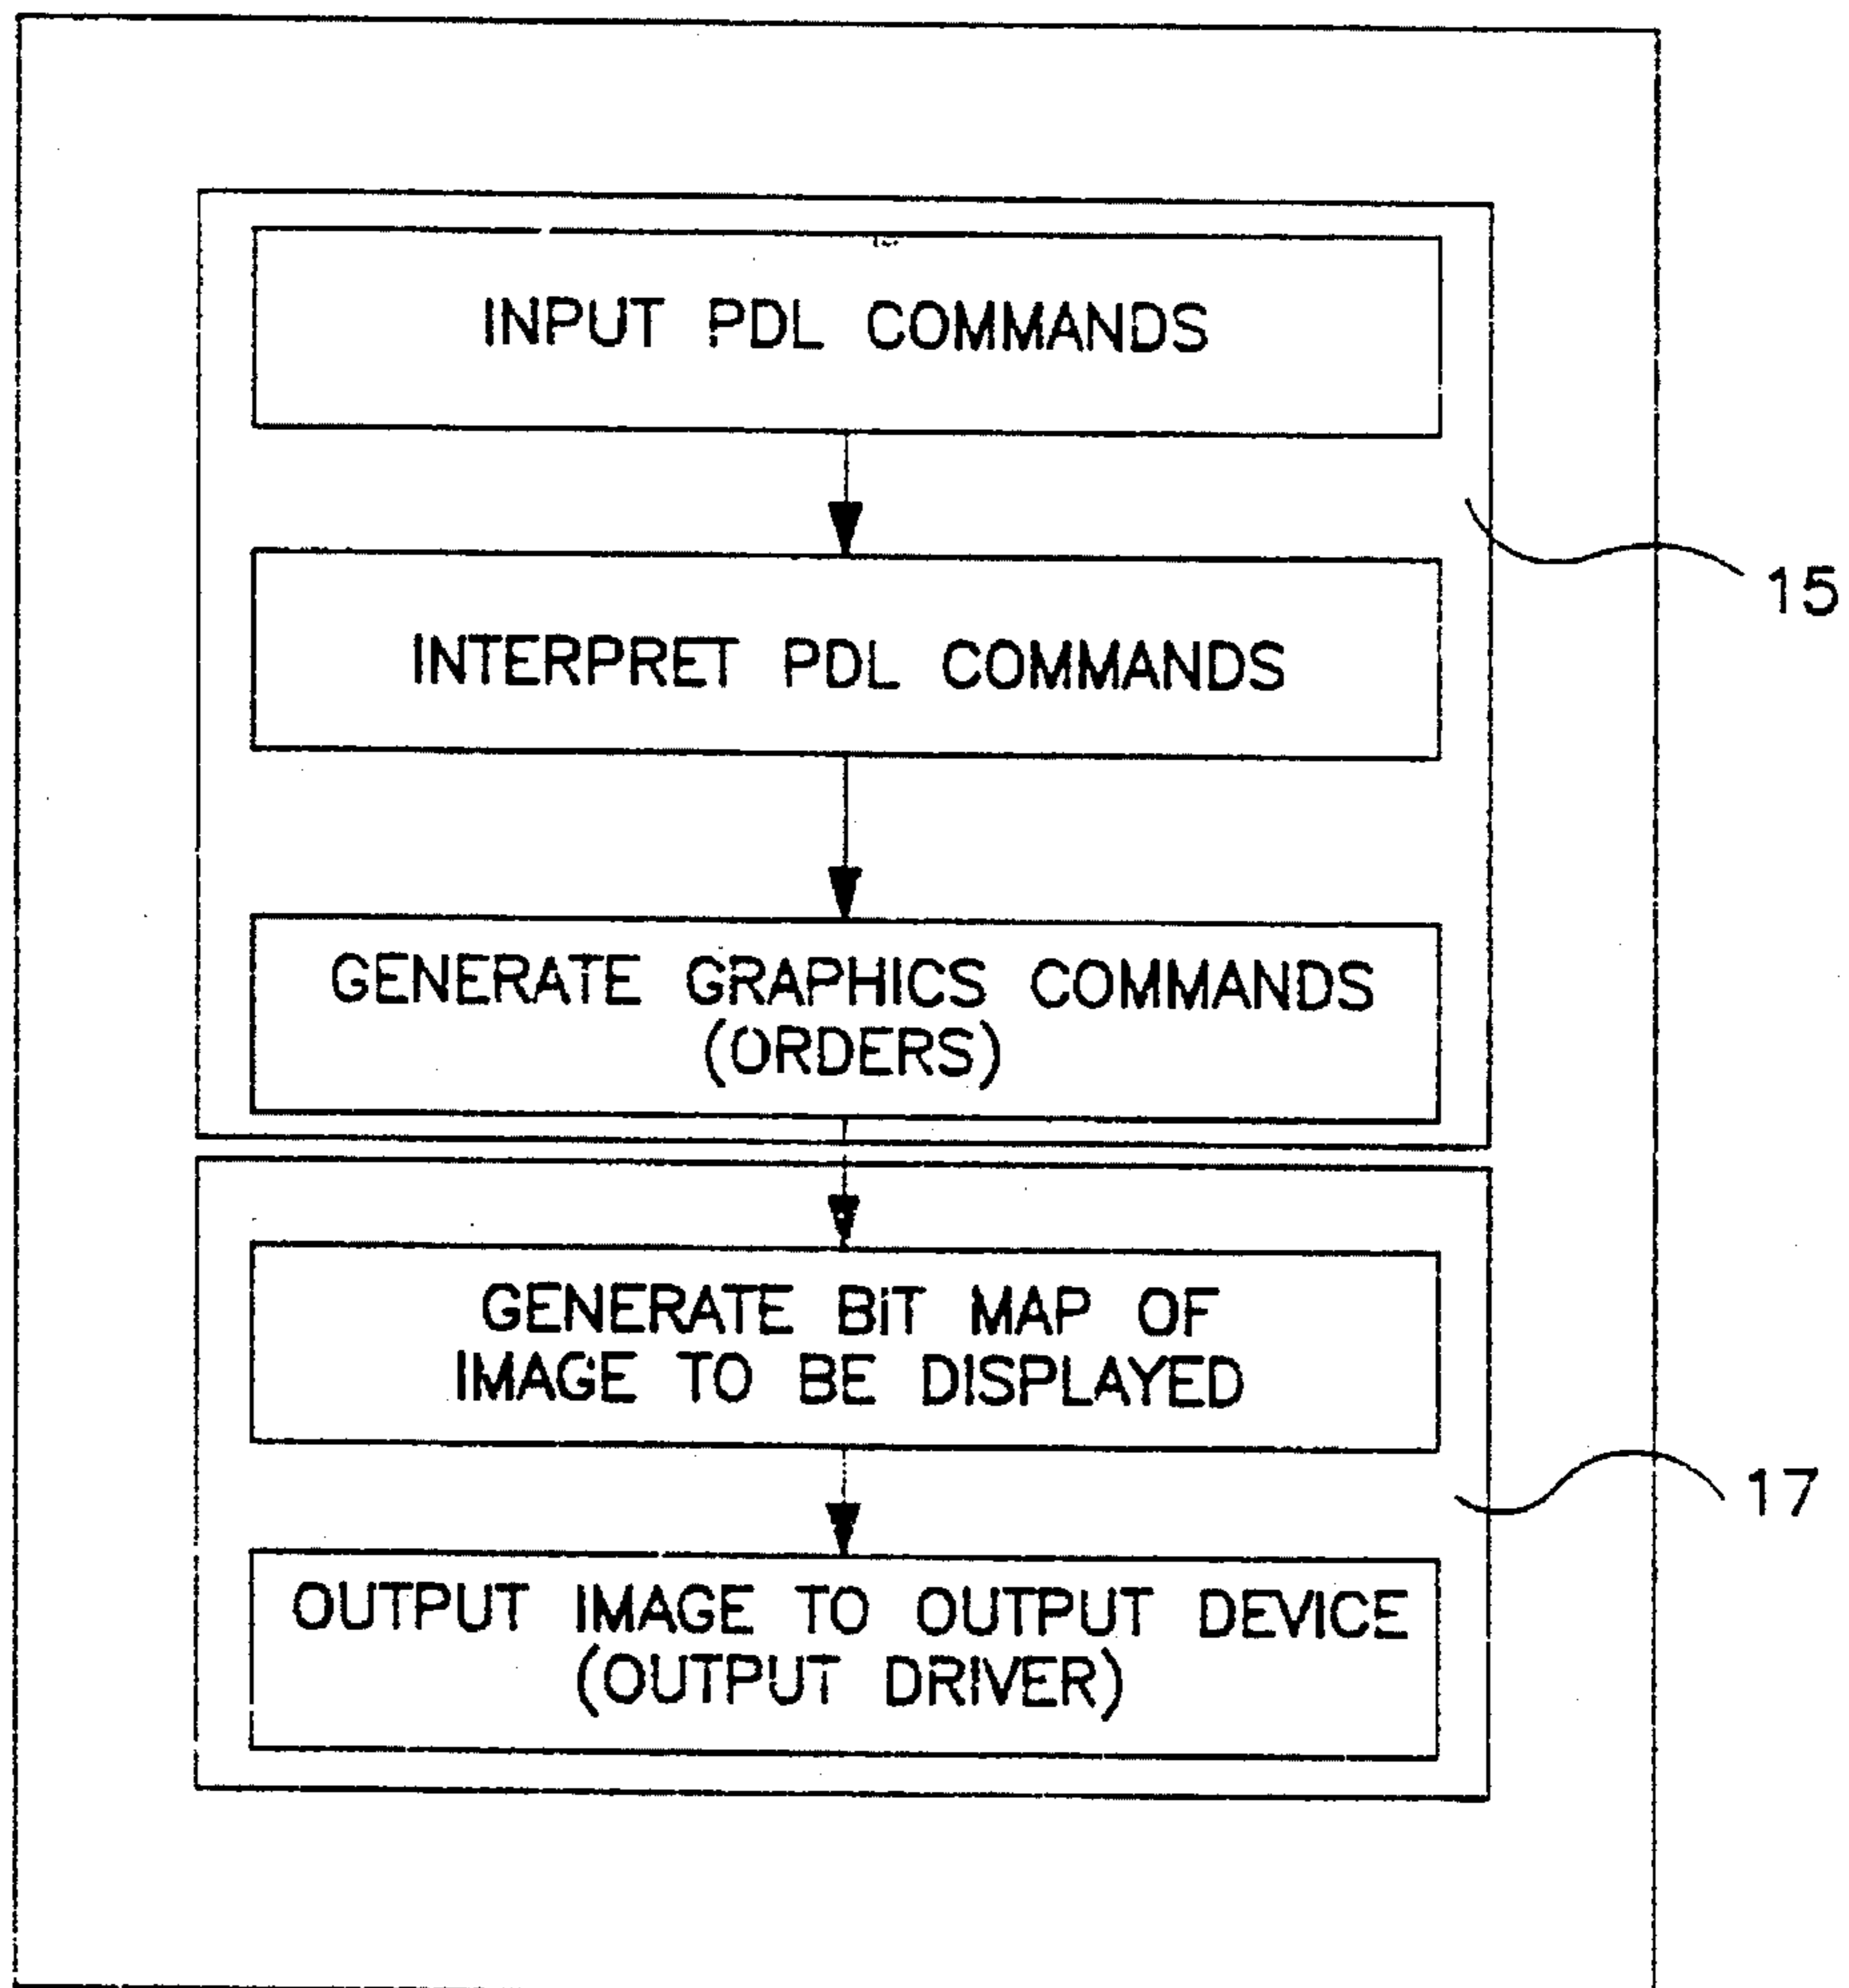 INPUT PDL COMMANDS
15
INTERPRET PDL COMMANDS
GENERATE GRAPHICS COMMANDS
(ORDERS)
GENERATE BIT MAP OF
IMAGE TO BE DISPLAYED
17
OUTPUT IMAGE TO OUTPUT DEVICE
(OUTPUT DRIVER)